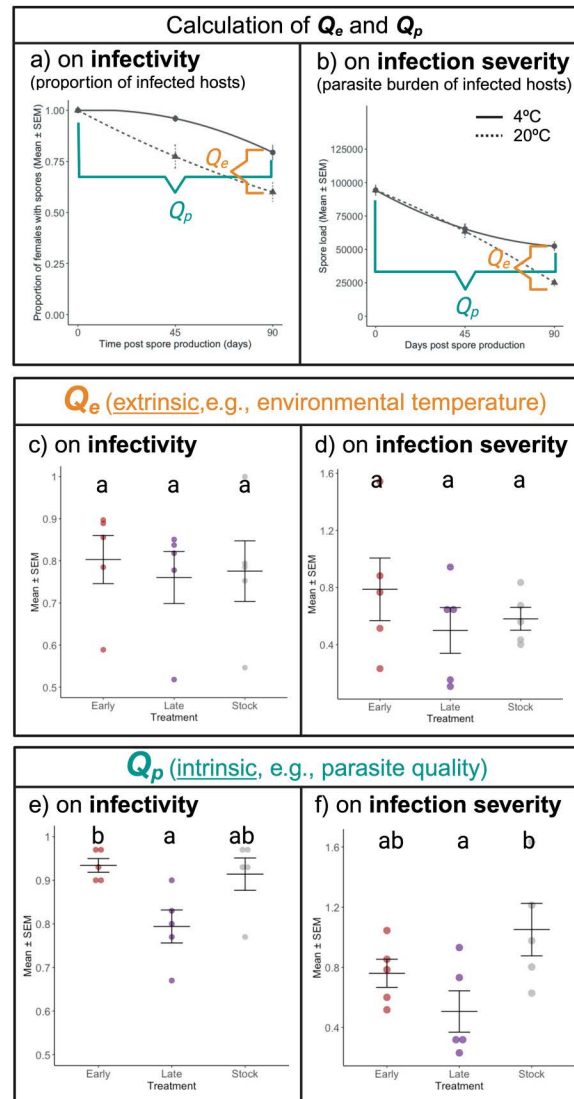 Calculation of Qe and Qp
a) on infectivity
(proportion of infected hosts)
Proportion of females with spores (Mean ± SEM)
1.00
0.75
0.50
0.25
0.00
Qe
Qp
0
45
90
Time post spore production (days)
b) on infection severity
(parasite burden of infected hosts)
4ºC
20ºC
Spore load (Mean ± SEM)
125000
100000
75000
50000
25000
0
Qe
Qp
0
45
90
Days post spore production
Qe (extrinsic,e.g., environmental temperature)
c) on infectivity
Mean ± SEM
1
0.9
0.8
0.7
0.6
0.5
a
a
a
Early
Late
Stock
Treatment
d) on infection severity
Mean ± SEM
1.6
1.2
0.8
0.4
a
a
a
Early
Late
Stock
Treatment
Qp (intrinsic, e.g., parasite quality)
e) on infectivity
Mean ± SEM
1
0.9
0.8
0.7
0.6
0.5
b
a
ab
Early
Late
Stock
Treatment
f) on infection severity
Mean ± SEM
1.6
1.2
0.8
0.4
ab
a
b
Early
Late
Stock
Treatment